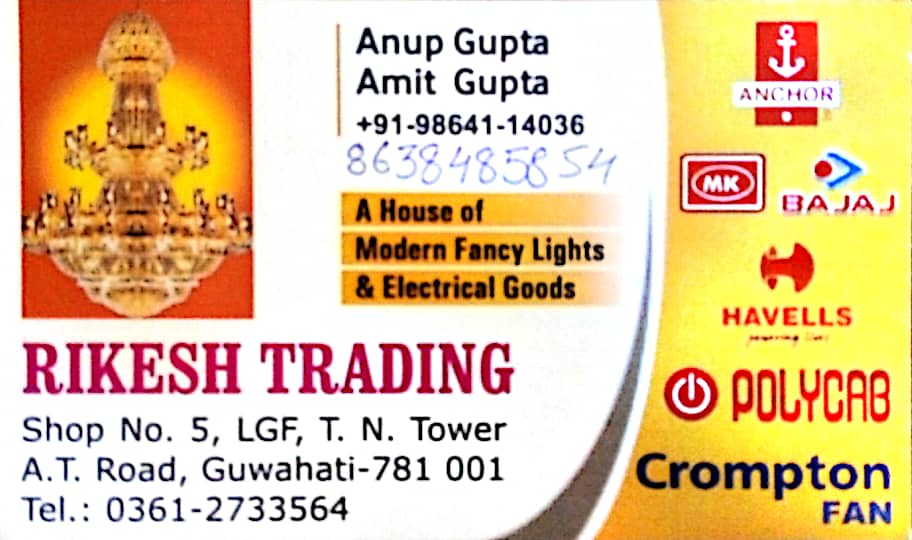 Anup Gupta
Amit Gupta
+91-98641-14036
8638485854
A House of
Modern Fancy Lights
& Electrical Goods
RIKESH TRADING
Shop No. 5, LGF, T. N. Tower
A.T. Road, Guwahati-781 001
Tel.: 0361-2733564
ANCHOR
MK
BAJAJ
HAVELLS
POLYCAB
Crompton
FAN